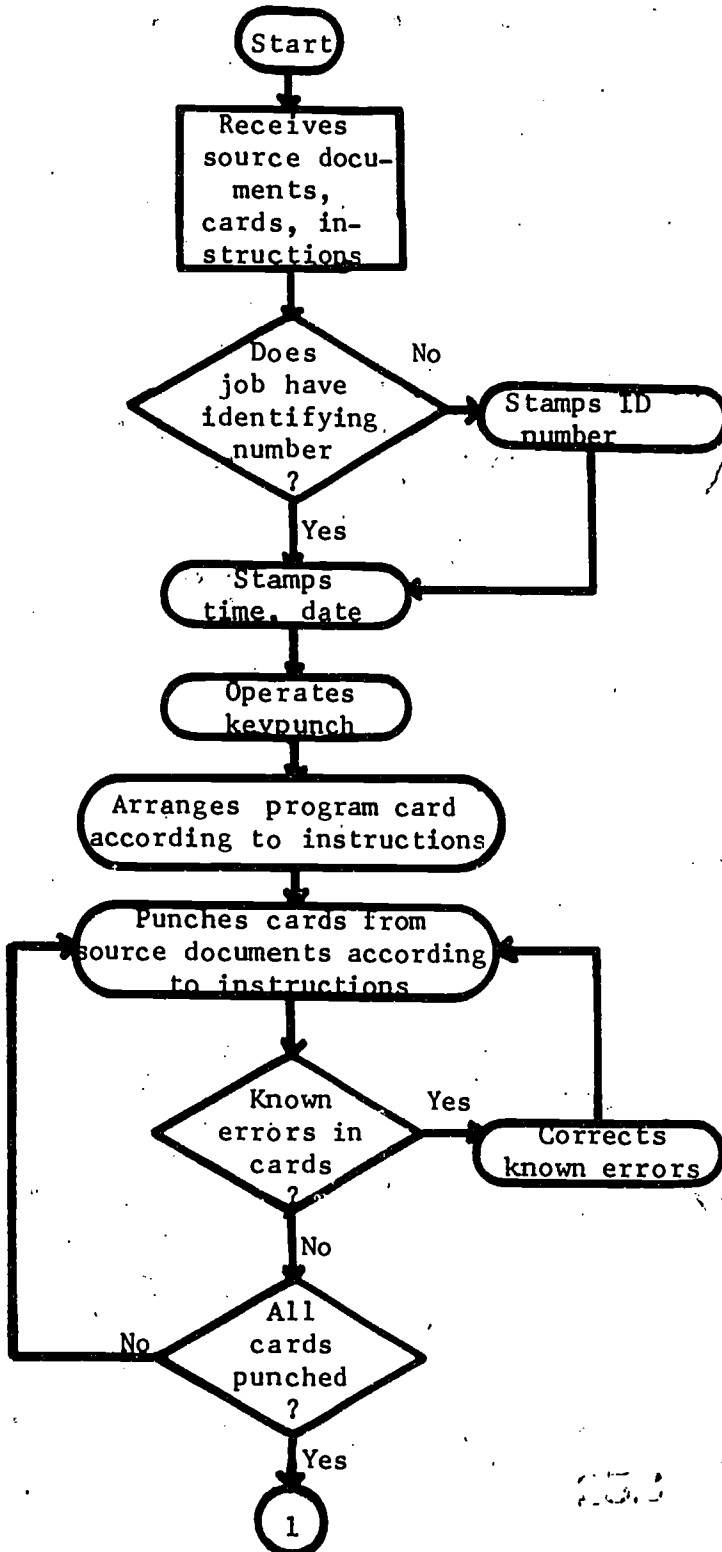 Start
Receives
source docu-
ments,
cards, in-
structions
Does
job have
identifying
number
?
No
Stamps ID
number
Yes
Stamps
time, date
Operates
keypunch
Arranges program card
according to instructions
Punches cards from
source documents according
to instructions
Known
errors in
cards
?
Yes
Corrects
known errors
No
All
cards
punched
?
No
Yes
1